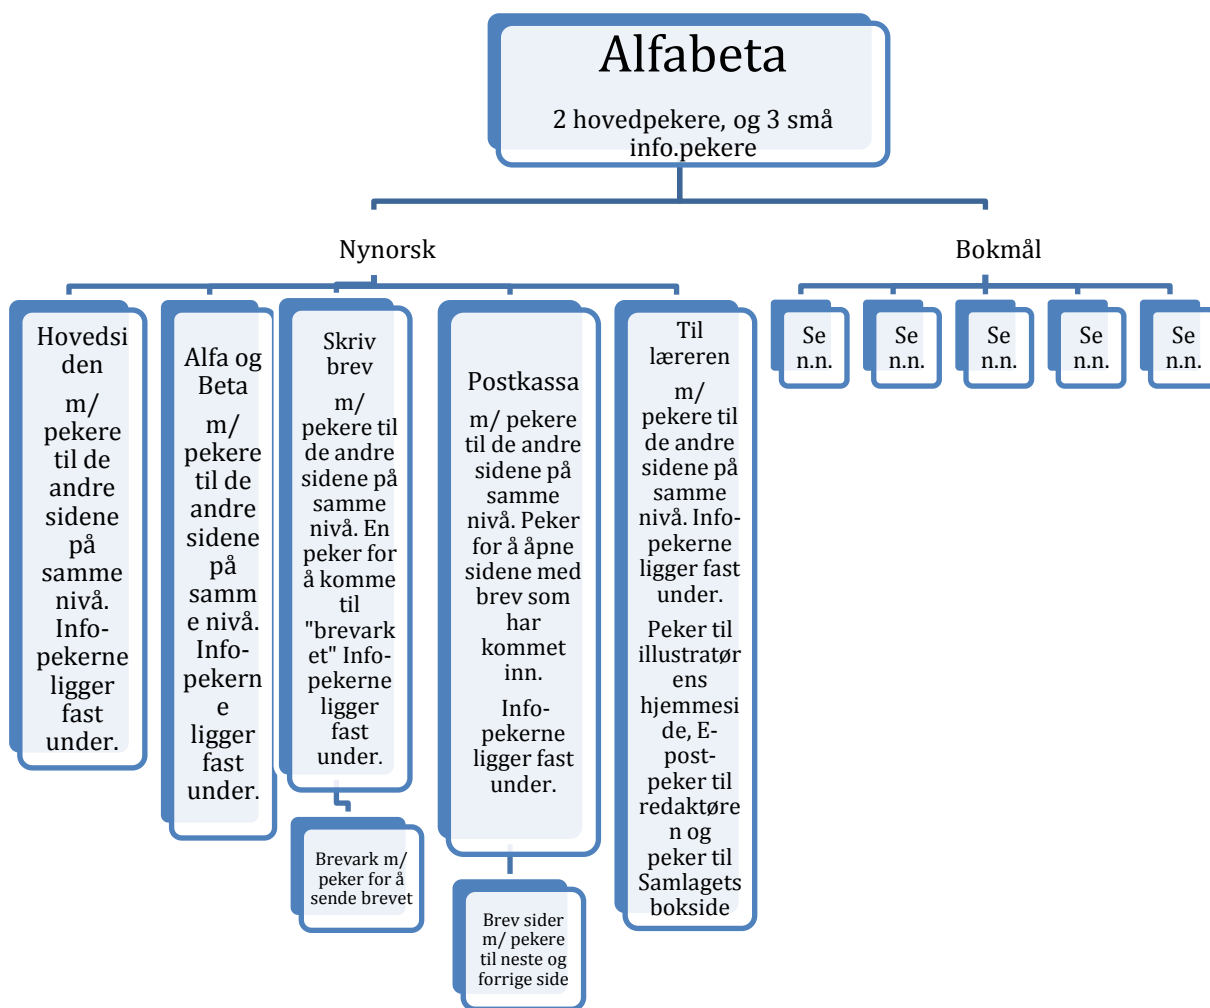 Alfabeta
2 hovedpekere, og 3 små
info.pekere
Nynorsk
Bokmål
Hovedsi
den
m/
pekere
til de
andre
sidene
på
samme
nivå.
Info-
pekerne
ligger
fast
under.
Alfa og
Beta
m/
pekere
til de
andre
sidene
på
samm
e nivå.
Info-
pekern
e
ligger
fast
under.
Skriv
brev
m/
pekere til
de andre
sidene på
samme
nivå. En
peker for
å komme
til
"brevark
et" Info-
pekerne
ligger
fast
under.
Brevark m/
peker for å
sende brevet
Postkassa
m/ pekere
til de andre
sidene på
samme
nivå. Peker
for å åpne
sidene med
brev som
har
kommet
inn.
Info-
pekerne
ligger fast
under.
Brev sider
m/ pekere
til neste og
forrige side
Til
læreren
m/
pekere til
de andre
sidene på
samme
nivå. Info-
pekerne
ligger fast
under.
Peker til
illustratør
ens
hjemmesi
de, E-
post-
peker til
redaktøre
n og
peker til
Samlagets
bokside
Se
n.n.
Se
n.n.
Se
n.n.
Se
n.n.
Se
n.n.